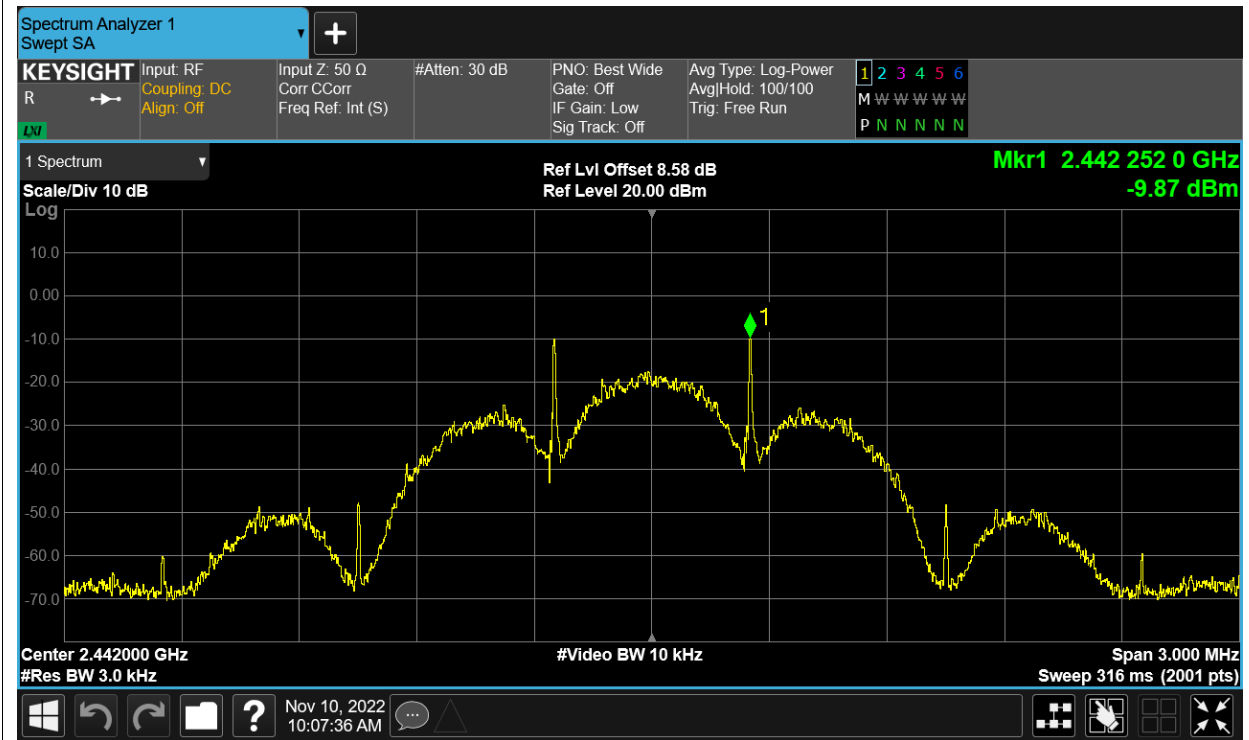 Spectrum Analyzer 1
Swept SA
KEYSIGHT
R
LXI
Input: RF
Coupling: DC
Align: Off
Input Z: 50 Ω
Corr CCorr
Freq Ref: Int (S)
#Atten: 30 dB
PNO: Best Wide
Gate: Off
IF Gain: Low
Sig Track: Off
Avg Type: Log-Power
Avg|Hold: 100/100
Trig: Free Run
1 2 3 4 5 6
M W W W W W
P N N N N N
1 Spectrum
Scale/Div 10 dB
Ref Lvl Offset 8.58 dB
Ref Level 20.00 dBm
Mkr1 2.442 252 0 GHz
-9.87 dBm
Log
10.0
0.00
1
-10.0
-20.0
-30.0
-40.0
-50.0
-60.0
-70.0
Center 2.442000 GHz
#Video BW 10 kHz
Span 3.000 MHz
#Res BW 3.0 kHz
Sweep 316 ms (2001 pts)
?
Nov 10, 2022
10:07:36 AM